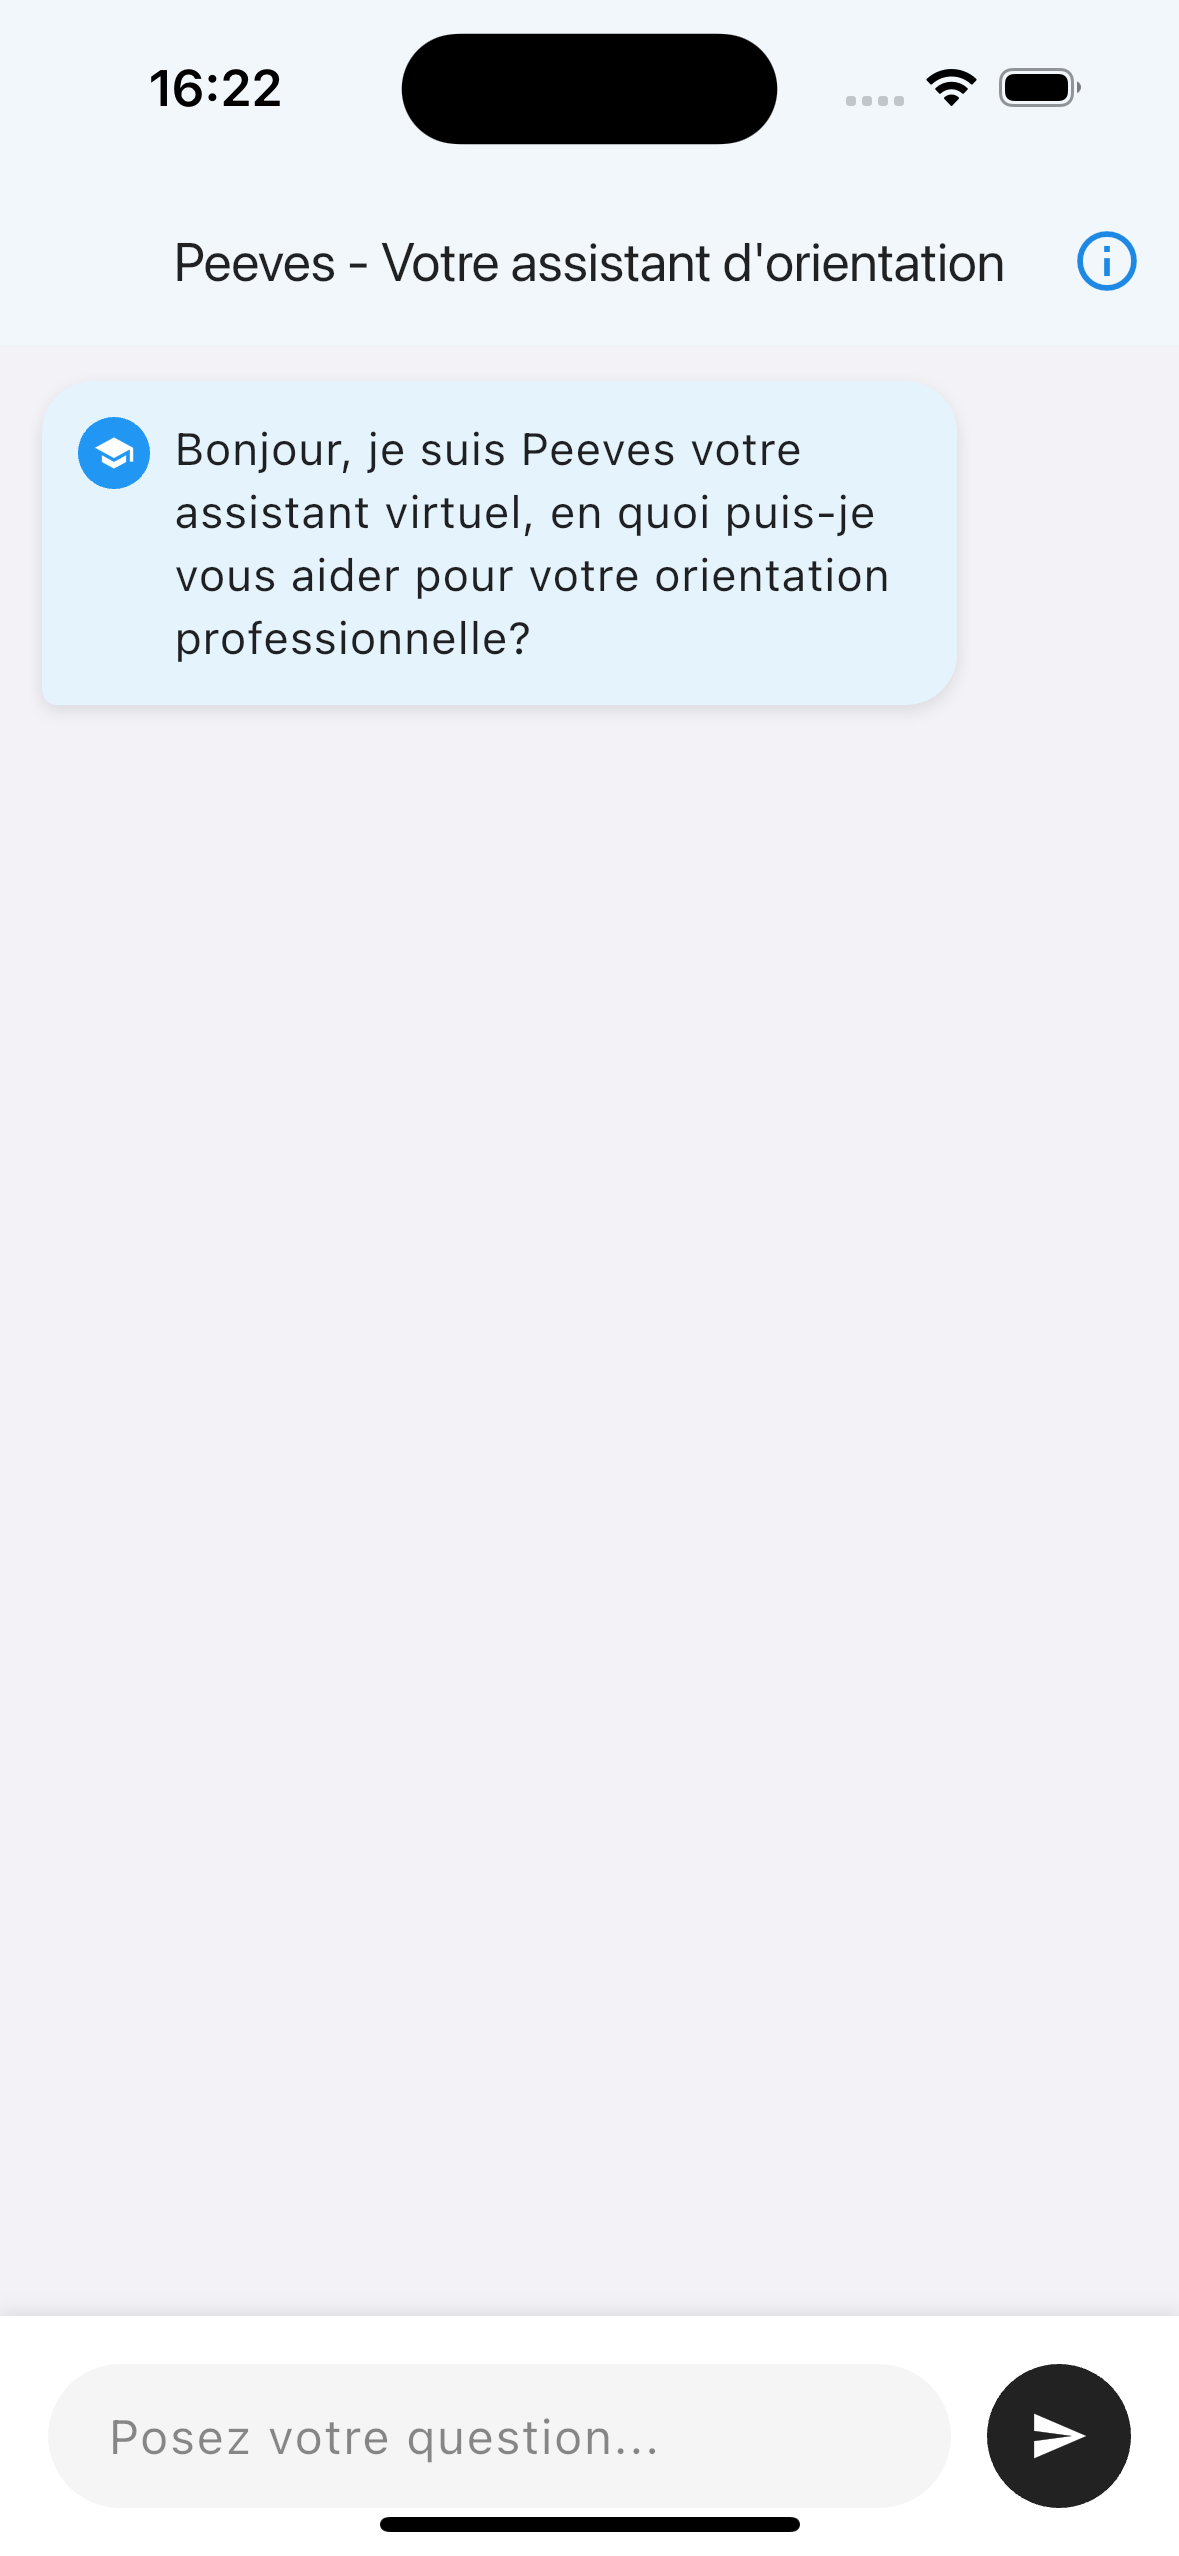 16:22
Peeves - Votre assistant d'orientation
Bonjour, je suis Peeves votre
assistant virtuel, en quoi puis-je
vous aider pour votre orientation
professionnelle?
Posez votre question...